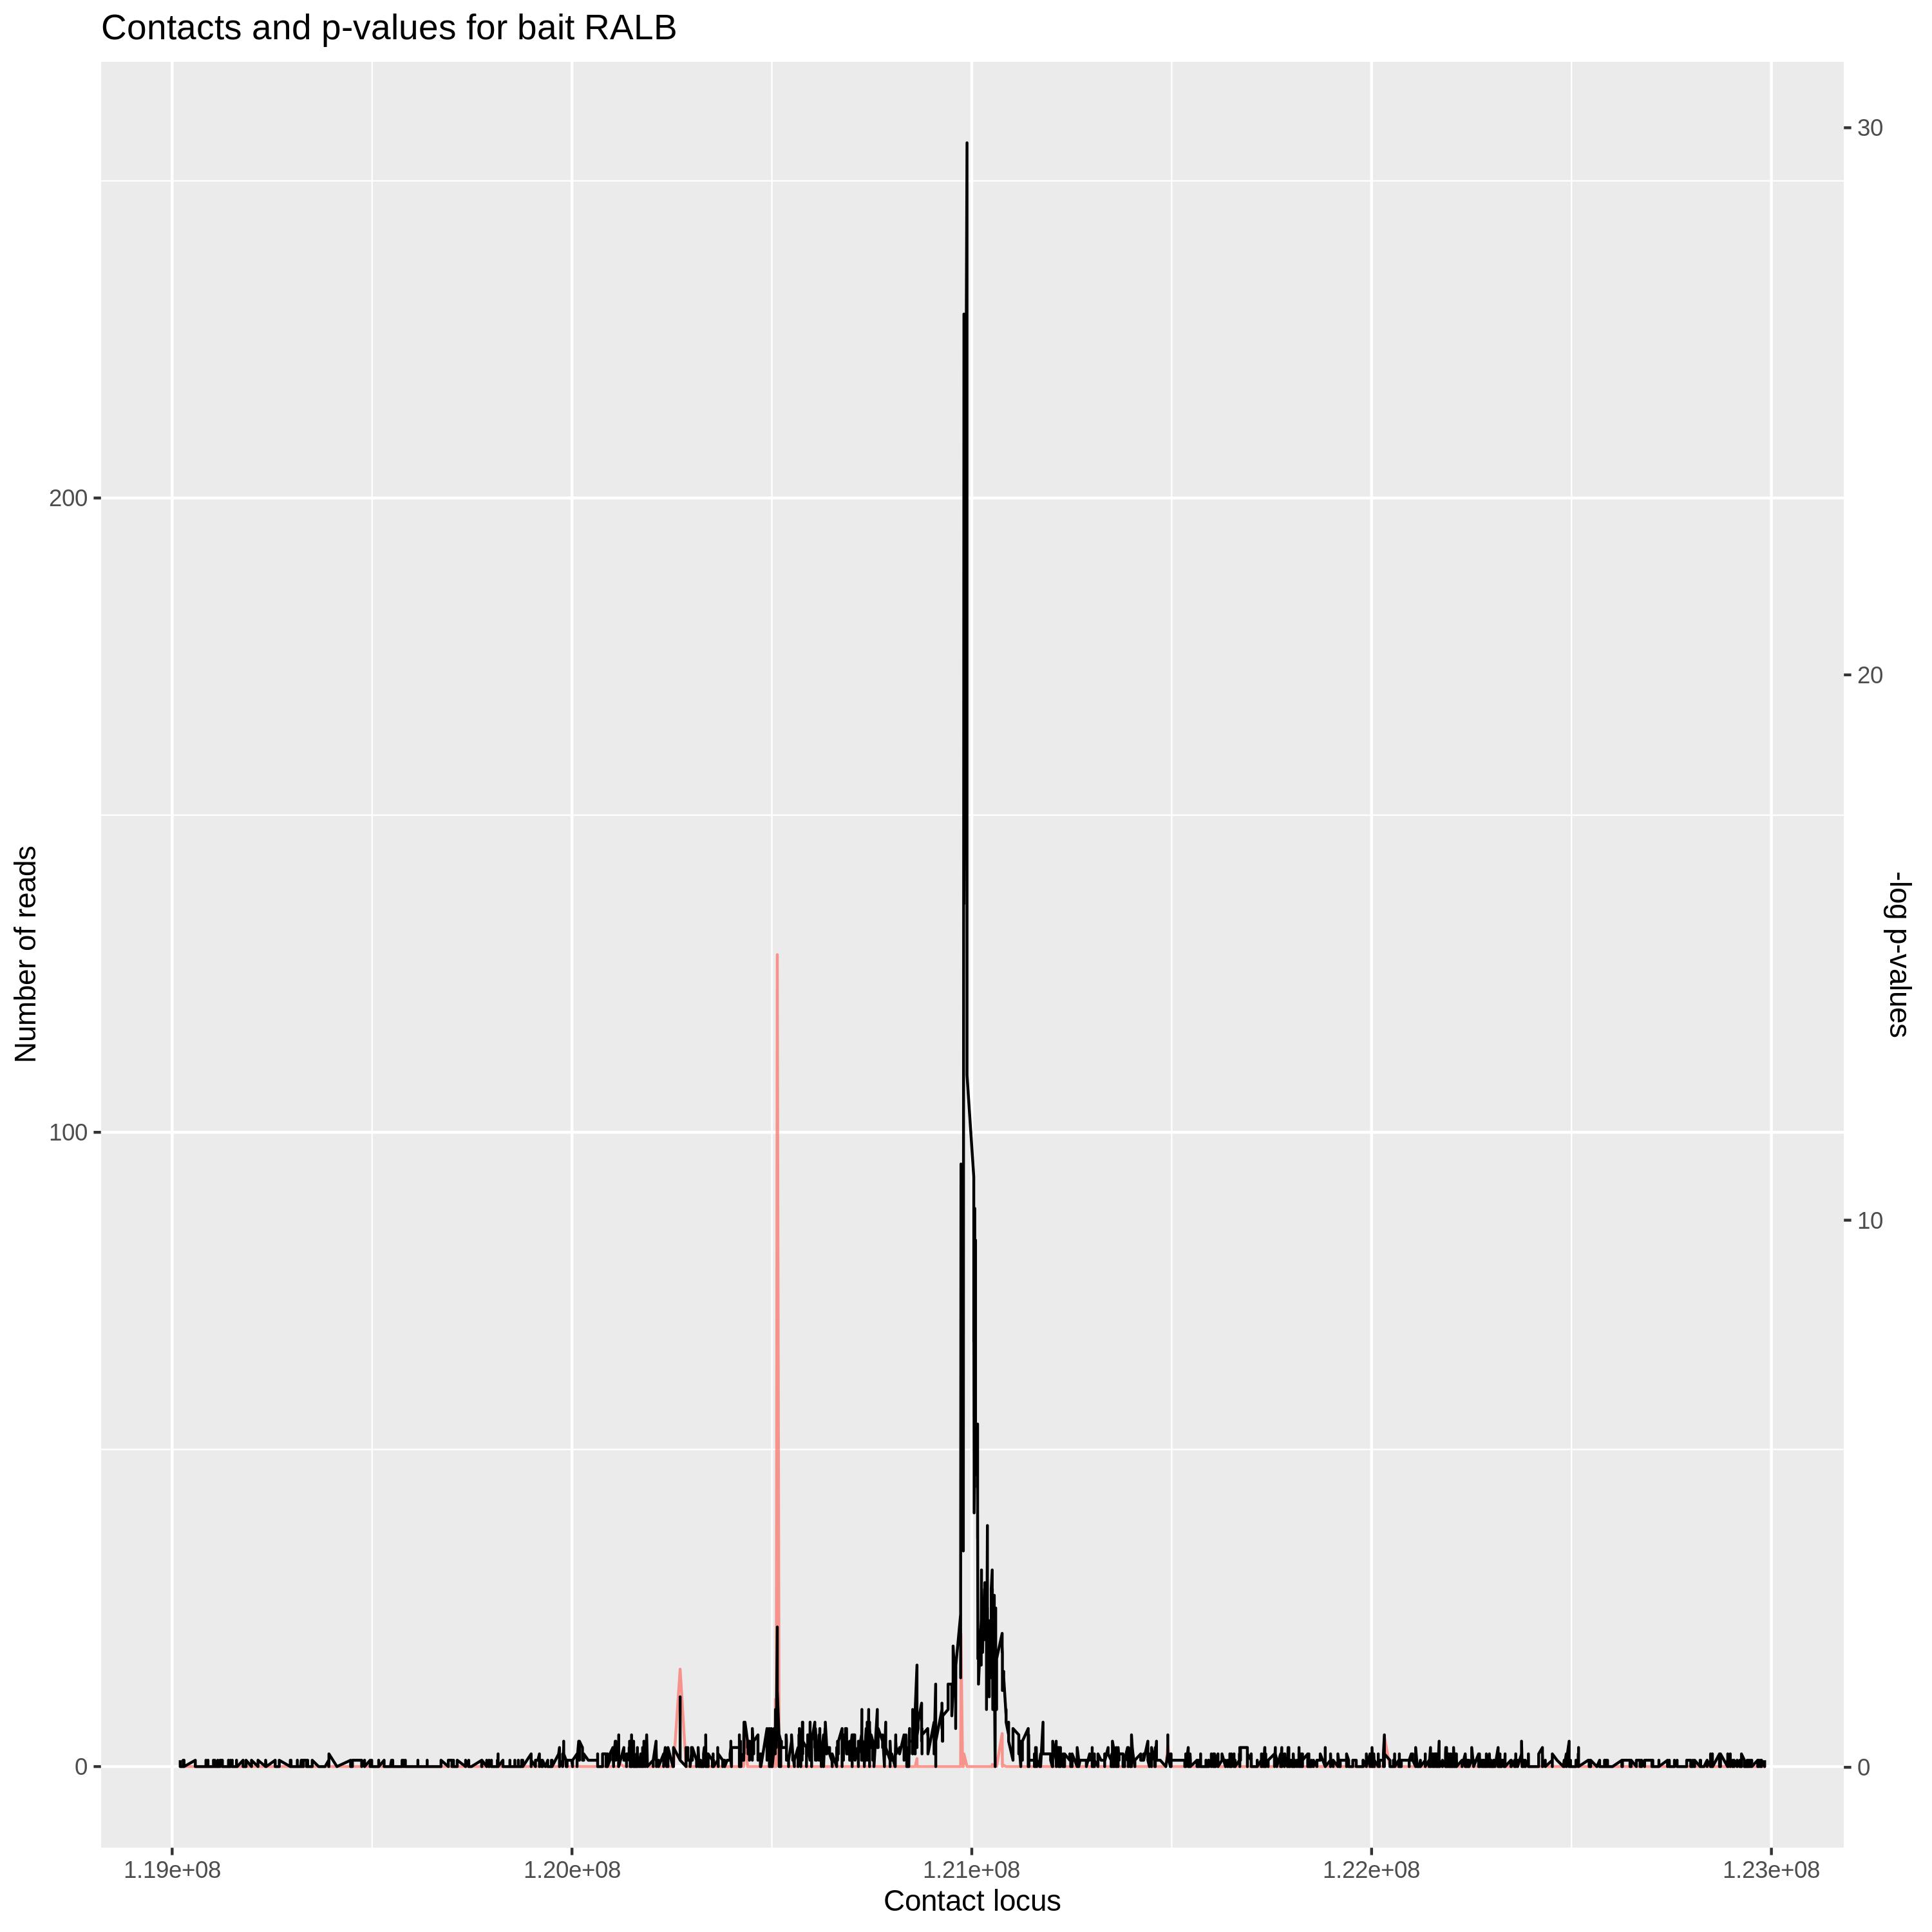 Contacts and p-values for bait RALB
Number of reads
200
100
0
30
20
10
0
-log p-values
1.19e+08
1.20e+08
1.21e+08
1.22e+08
1.23e+08
Contact locus